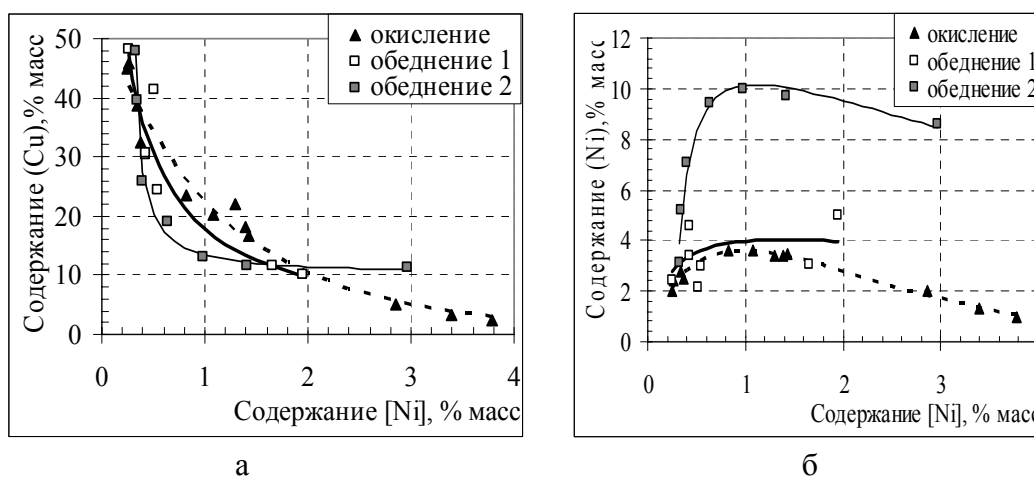 Содержание (Cu),% масс
50
40
30
20
10
0
0 1 2 3 4
Содержание [Ni], % масс
окисление
обеднение 1
обеднение 2
а
Содержание (Ni),% масс
12
10
8
6
4
2
0
0 1 2 3
Содержание [Ni], % масс
окисление
обеднение 1
обеднение 2
б